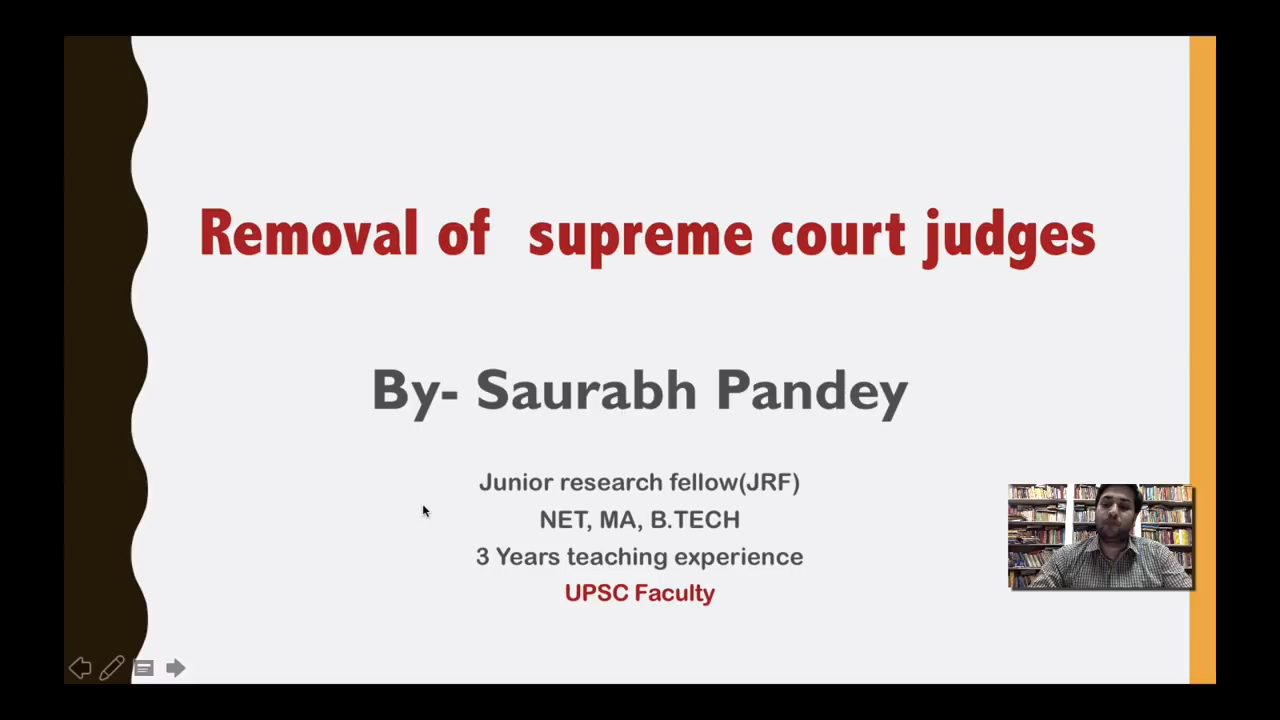 Removal of supreme court judges
By- Saurabh Pandey
Junior research fellow(JRF)
NET, MA, B.TECH
3 Years teaching experience
UPSC Faculty